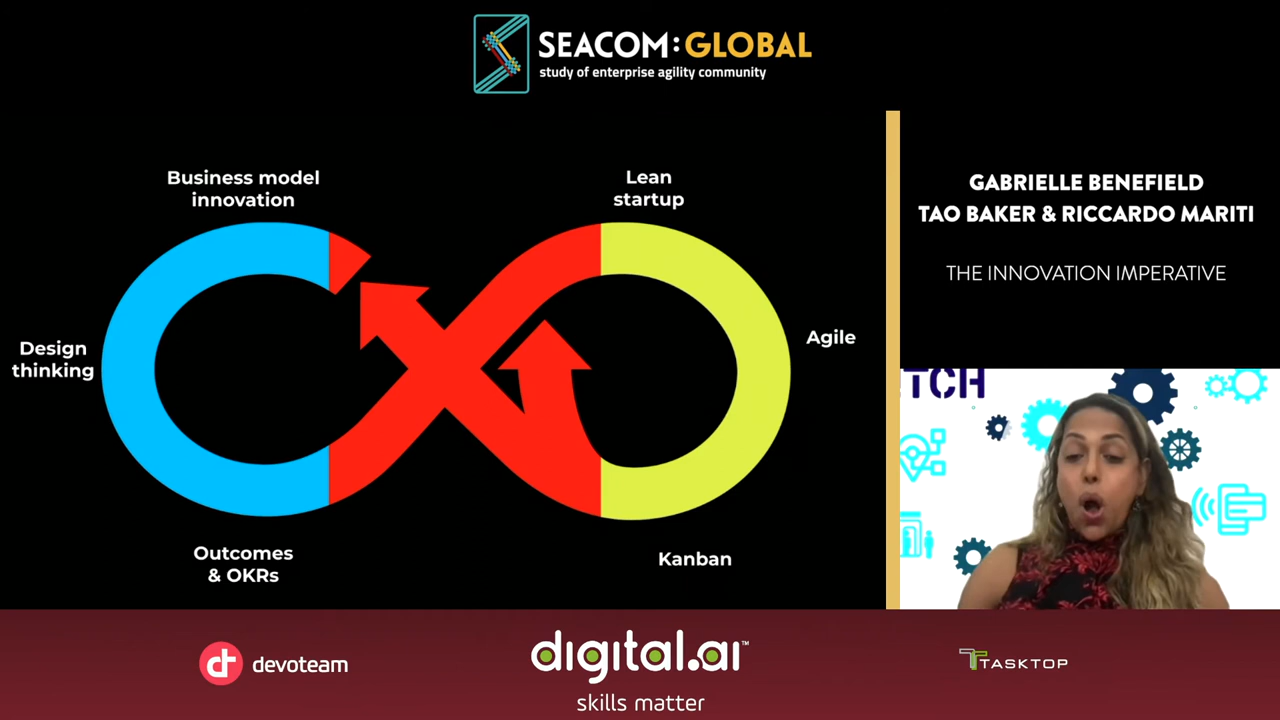 SEACOM:GLOBAL
study of enterprise agility community
Business model
innovation
Lean
startup
Design
thinking
Agile
Outcomes
& OKRs
Kanban
GABRIELLE BENEFIELD
TAO BAKER & RICCARDO MARITI
THE INNOVATION IMPERATIVE
TCH
devoteam
digital.ai™
skills matter
TASKTOP